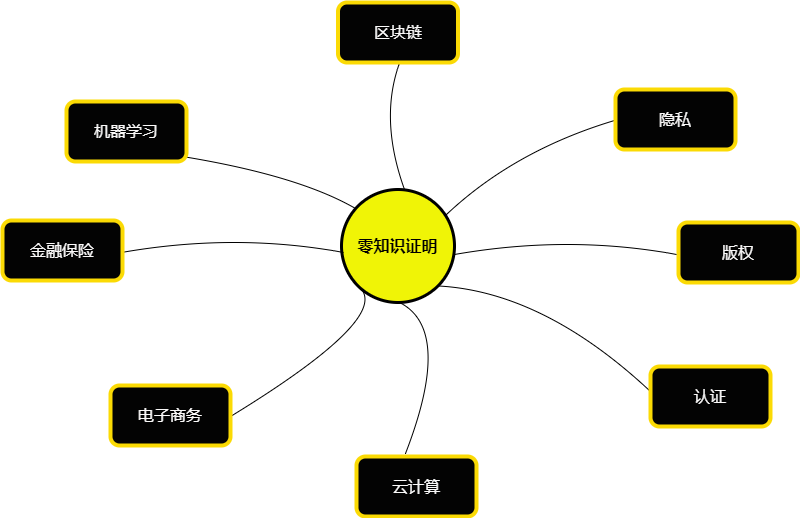 区块链
隐私
机器学习
零知识证明
金融保险
版权
认证
电子商务
云计算